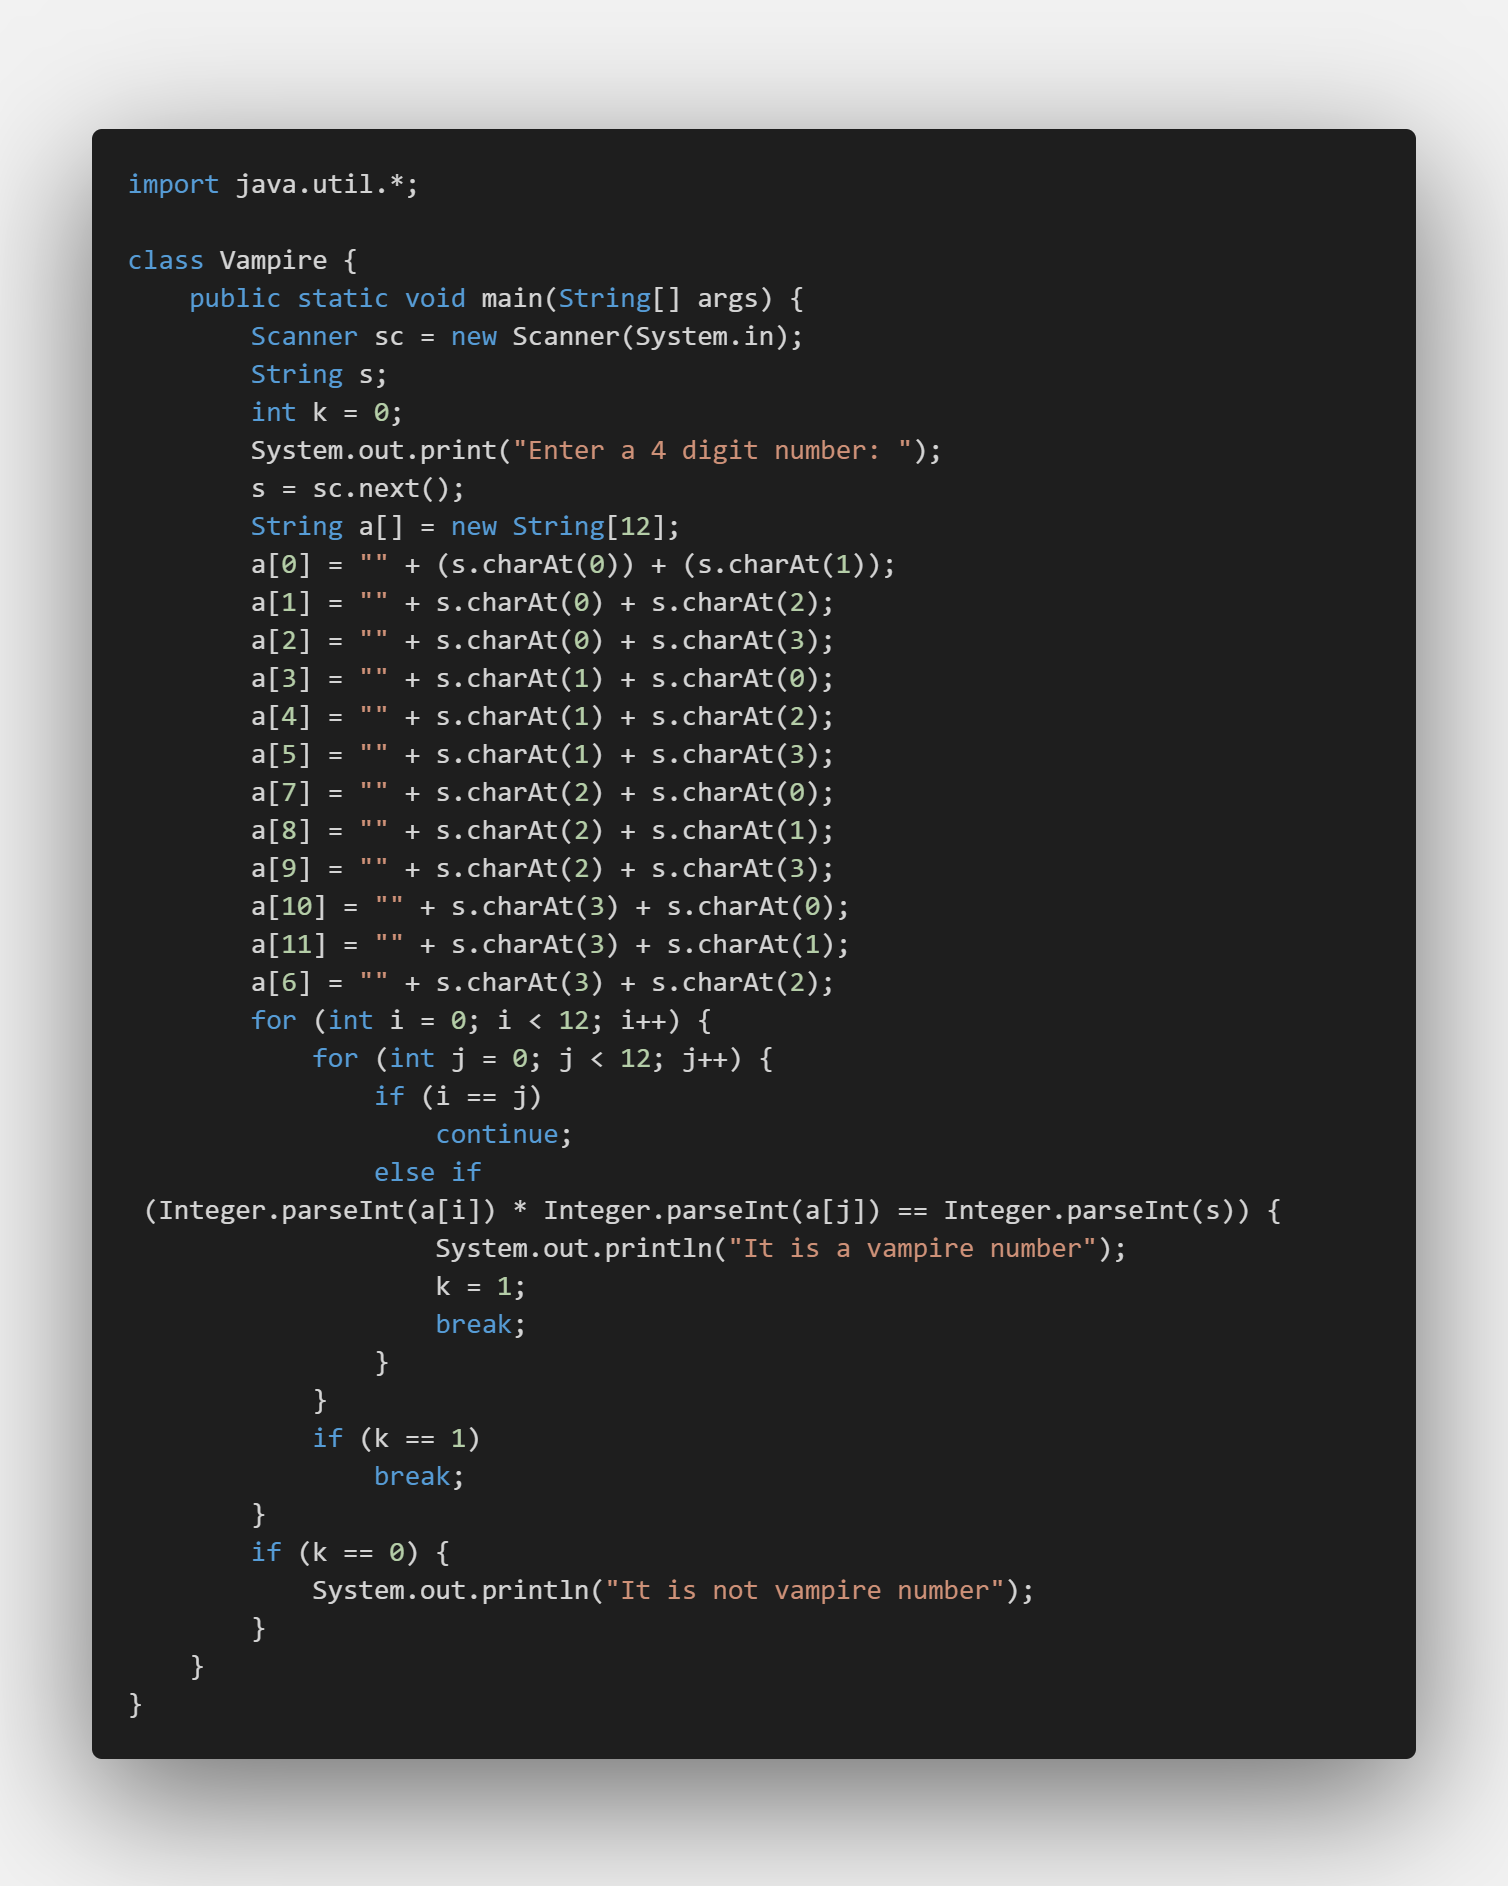 import java.util.*;

class Vampire {
    public static void main(String[] args) {
        Scanner sc = new Scanner(System.in);
        String s;
        int k = 0;
        System.out.print("Enter a 4 digit number: ");
        s = sc.next();
        String a[] = new String[12];
        a[0] = "" + (s.charAt(0)) + (s.charAt(1));
        a[1] = "" + s.charAt(0) + s.charAt(2);
        a[2] = "" + s.charAt(0) + s.charAt(3);
        a[3] = "" + s.charAt(1) + s.charAt(0);
        a[4] = "" + s.charAt(1) + s.charAt(2);
        a[5] = "" + s.charAt(1) + s.charAt(3);
        a[7] = "" + s.charAt(2) + s.charAt(0);
        a[8] = "" + s.charAt(2) + s.charAt(1);
        a[9] = "" + s.charAt(2) + s.charAt(3);
        a[10] = "" + s.charAt(3) + s.charAt(0);
        a[11] = "" + s.charAt(3) + s.charAt(1);
        a[6] = "" + s.charAt(3) + s.charAt(2);
        for (int i = 0; i < 12; i++) {
            for (int j = 0; j < 12; j++) {
                if (i == j)
                    continue;
                else if
 (Integer.parseInt(a[i]) * Integer.parseInt(a[j]) == Integer.parseInt(s)) {
                    System.out.println("It is a vampire number");
                    k = 1;
                    break;
                }
            }
            if (k == 1)
                break;
        }
        if (k == 0) {
            System.out.println("It is not vampire number");
        }
    }
}